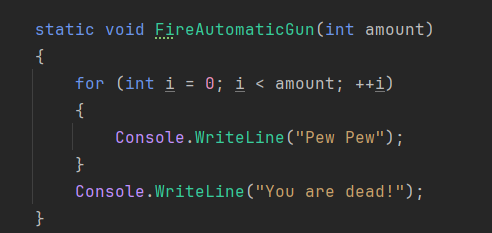 static void FireAutomaticGun(int amount)
{
    for (int i = 0; i < amount; ++i)
    {
        Console.WriteLine("Pew Pew");
    }
    Console.WriteLine("You are dead!");
}